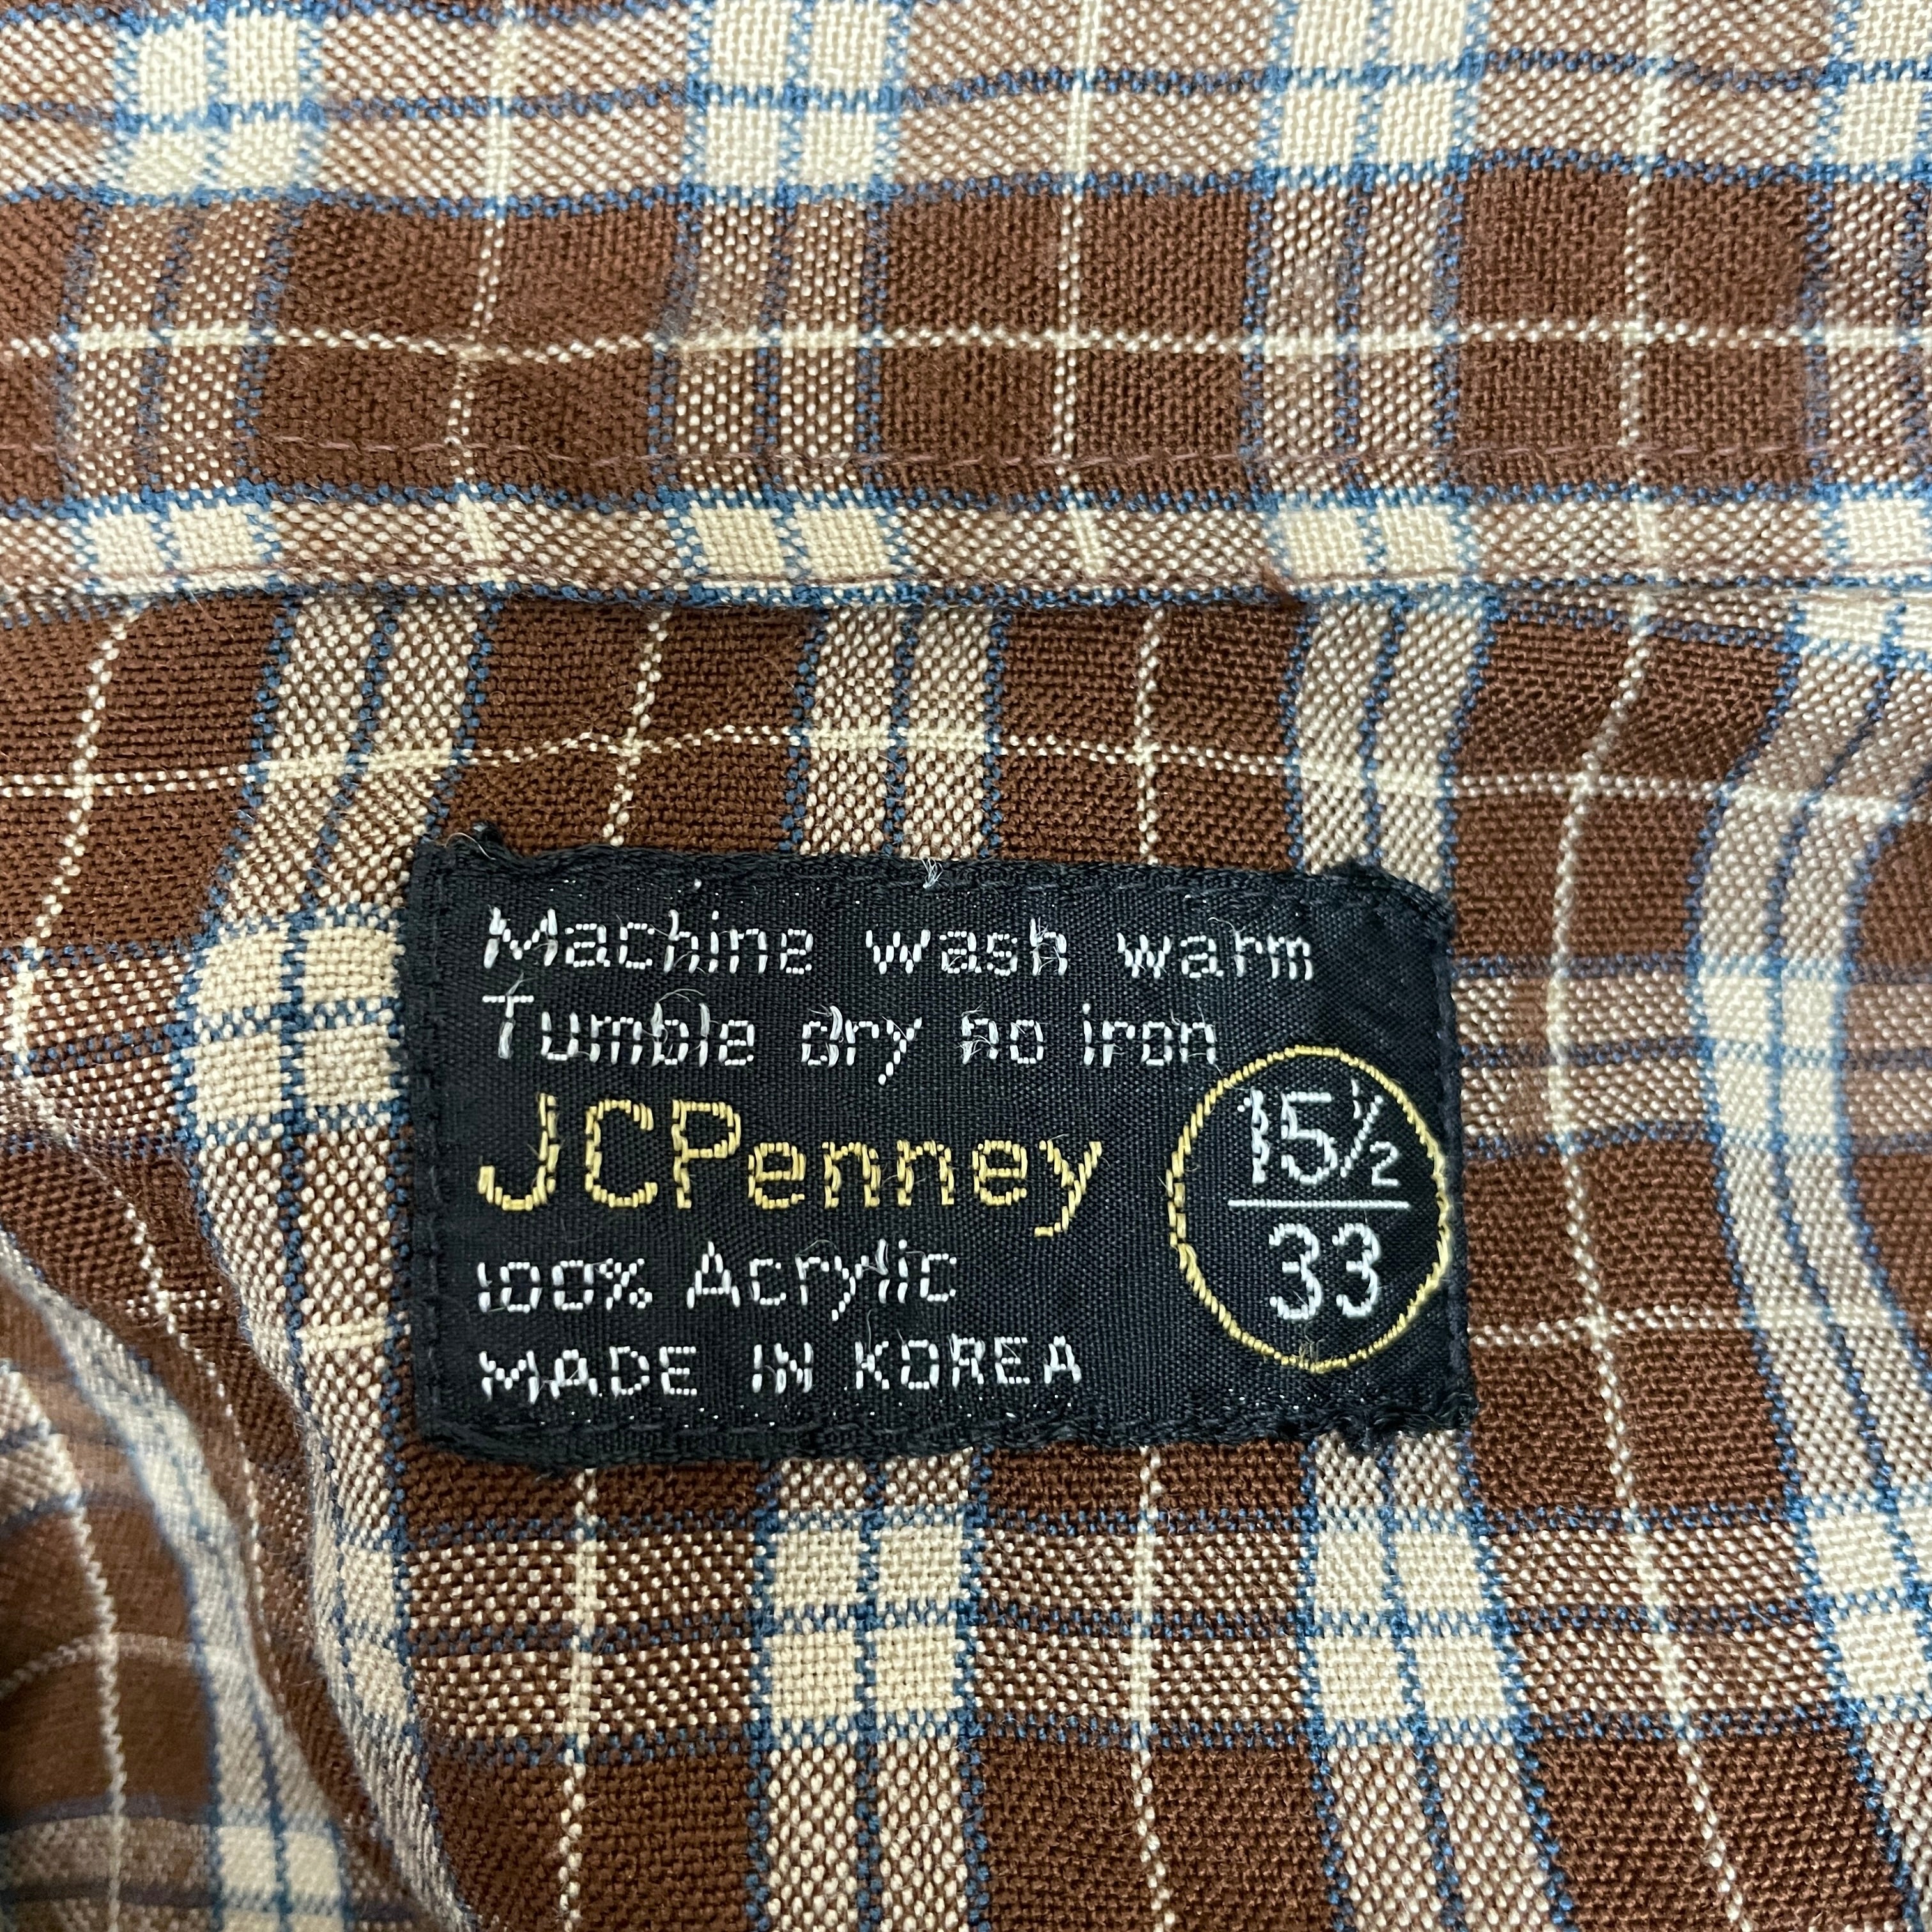 Machine wash warm
Tumble dry no iron
JCPenney
15½
33
100% Acrylic
MADE IN KOREA